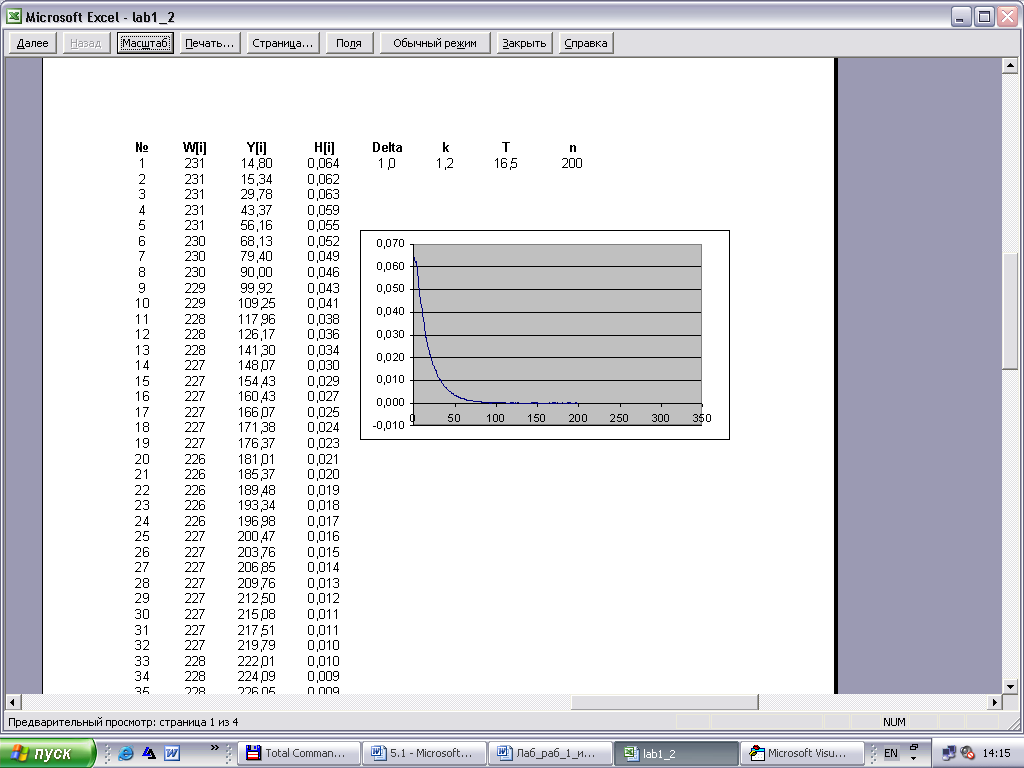 Microsoft Excel - lab1_2
Далее Назад Масштаб Печать... Страница... Поля Обычный режим Закрыть Справка
№ W[i] Y[i] H[i] Delta k T n
1 231 14,80 0,064 1,0 1,2 16,5 200
2 231 15,34 0,062
3 231 29,78 0,063
4 231 43,37 0,059
5 231 56,16 0,055
6 230 68,13 0,052
7 230 79,40 0,049
8 230 90,00 0,046
9 229 99,92 0,043
10 229 109,25 0,041
11 228 117,96 0,038
12 228 126,17 0,036
13 228 141,30 0,034
14 227 148,07 0,030
15 227 154,43 0,029
16 227 160,43 0,027
17 227 166,07 0,025
18 227 171,38 0,024
19 227 176,37 0,023
20 226 181,01 0,021
21 226 185,37 0,020
22 226 189,48 0,019
23 226 193,34 0,018
24 226 196,98 0,017
25 227 200,47 0,016
26 227 203,76 0,015
27 227 206,85 0,014
28 227 209,76 0,013
29 227 212,50 0,012
30 227 215,08 0,011
31 227 217,51 0,011
32 227 219,79 0,010
33 228 222,01 0,010
34 228 224,09 0,009
35 228 226,05 0,009
0,070
0,060
0,050
0,040
0,030
0,020
0,010
0,000
0 50 100 150 200 250 300 350
-0,010
Предварительный просмотр: страница 1 из 4 NUM
пуск » Total Comman... 5.1 - Microsoft... Лаб_раб_1_и... lab1_2 Microsoft Visu... EN 14:15